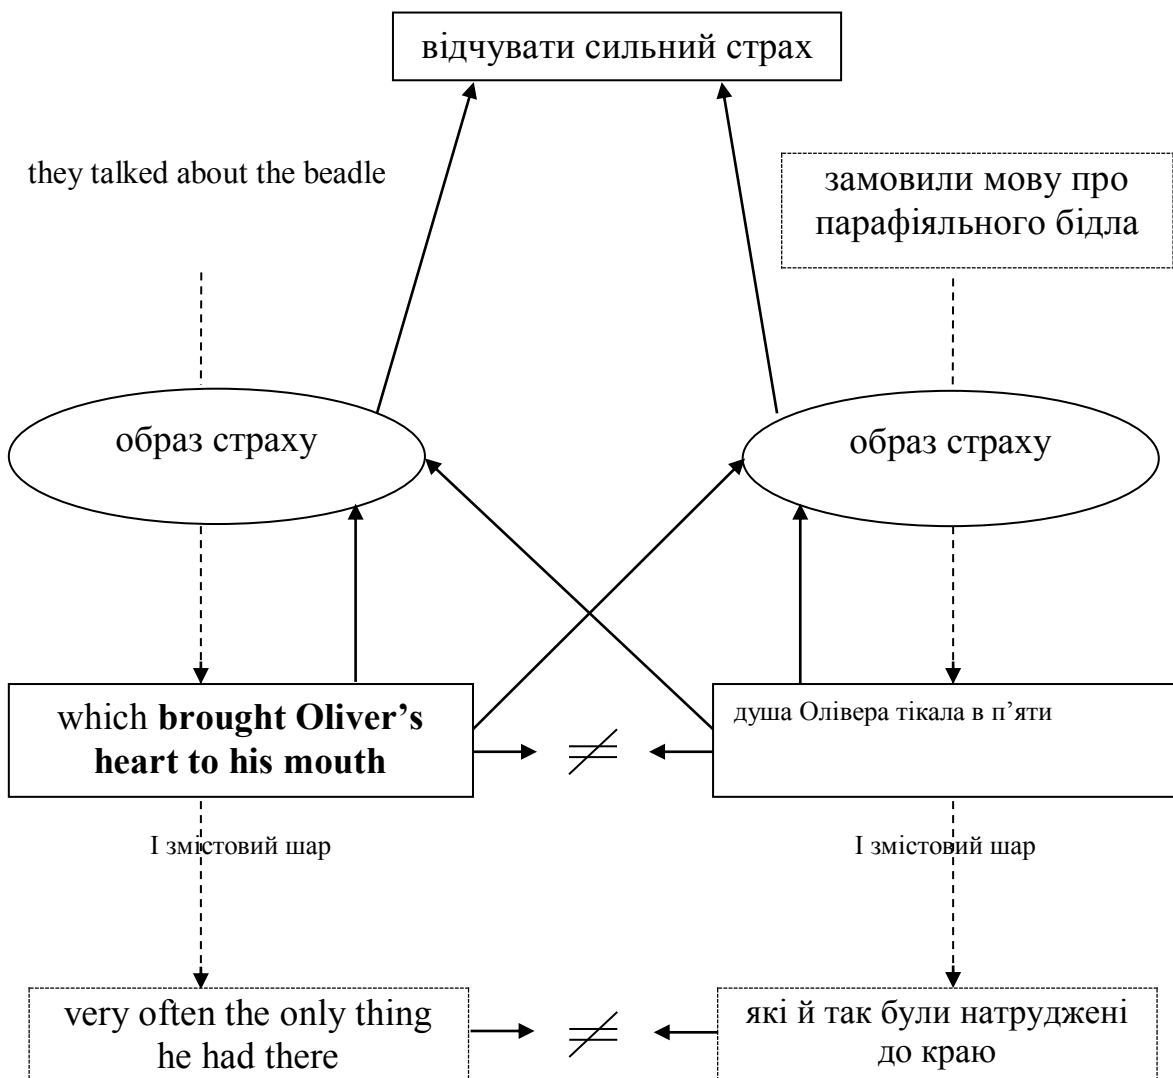 відчувати сильний страх
they talked about the beadle
замовили мову про
парафіяльного бідла
образ страху
образ страху
which brought Oliver’s
heart to his mouth
≠
душа Олівера тікала в п’яти
І змістовий шар
І змістовий шар
very often the only thing
he had there
≠
які й так були натруджені
до краю